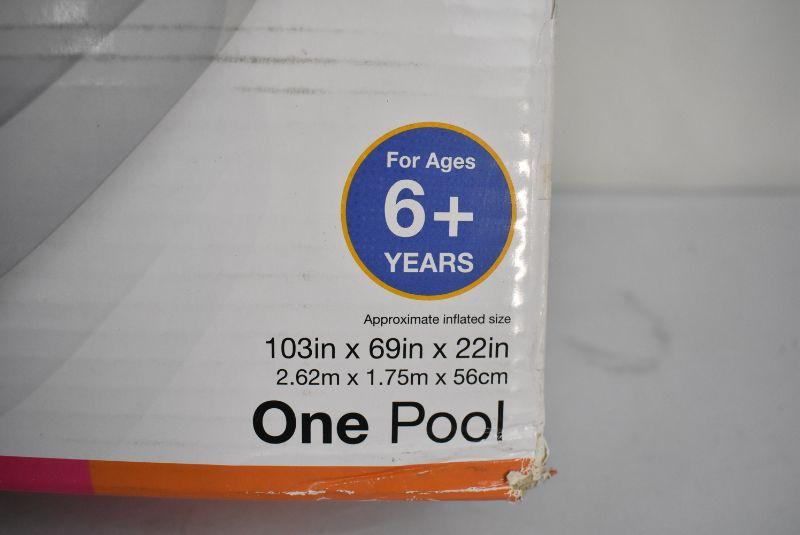 For Ages
6+
YEARS
Approximate inflated size
103in x 69in x 22in
2.62m x 1.75m x 56cm
One Pool